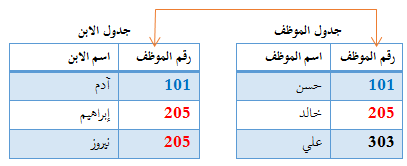 جدول الموظف
رقم الموظف اسم الموظف
101 حسن
205 خالد
303 علي
جدول الابن
رقم الموظف اسم الابن
101 آدم
205 إبراهيم
205 نيروز